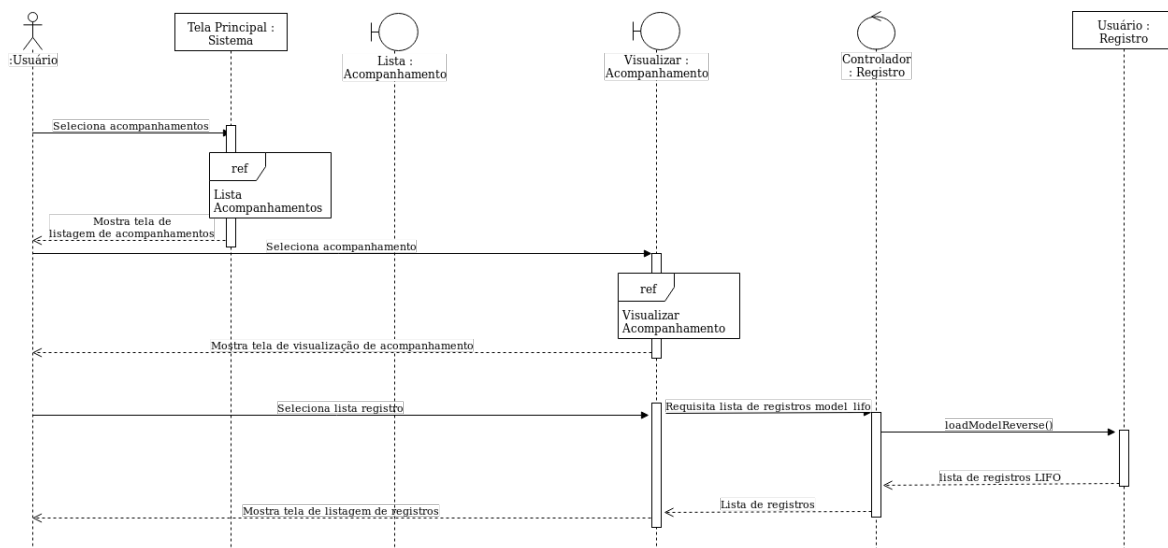 :Usuário
Tela Principal :
Sistema
Lista :
Acompanhamento
Visualizar :
Acompanhamento
Controlador
: Registro
Usuário :
Registro
Seleciona acompanhamentos
ref
Lista
Acompanhamentos
Mostra tela de
listagem de acompanhamentos
Seleciona acompanhamento
ref
Visualizar
Acompanhamento
Mostra tela de visualização de acompanhamento
Seleciona lista registro
Requisita lista de registros model_lifo
loadModelReverse()
lista de registros LIFO
Lista de registros
Mostra tela de listagem de registros